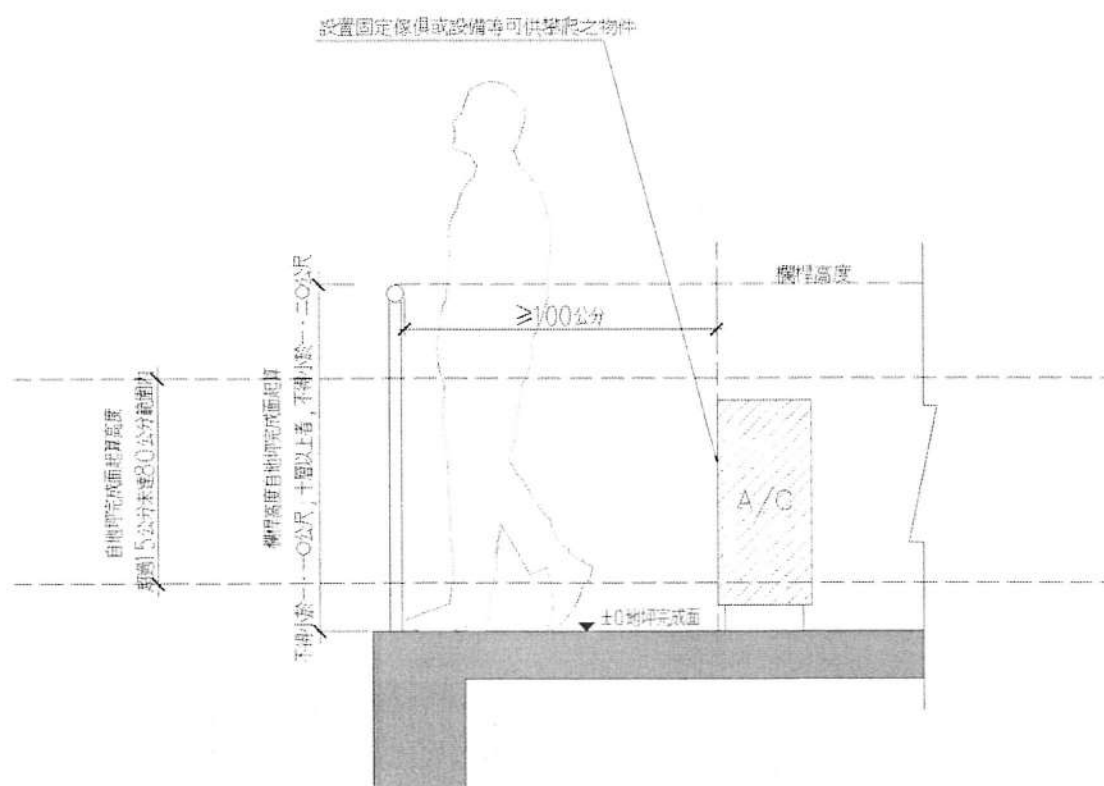 設置固定傢俱或設備等可供攀爬之物件
欄桿高度
≥100公分
自地坪完成面起算高度
超過15公分未達80公分範圍內
欄桿高度自地坪完成面起算
不得小於一．一〇公尺，十層以上者，不得小於一．二〇公尺
A/C
±0地坪完成面